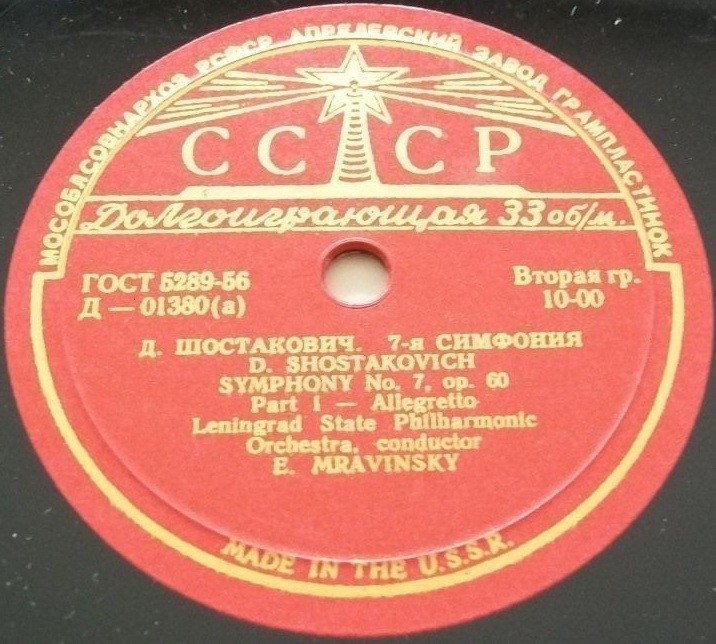 МОСОБЛСОВНАРХОЗ РСФСР АПРЕЛЕВСКИЙ ЗАВОД ГРАМПЛАСТИНОК
СССР
Долгоиграющая 33 об/м.
ГОСТ 5289-56 Вторая гр.
Д — 01380(а) 10-00
Д. ШОСТАКОВИЧ. 7-я СИМФОНИЯ
D. SHOSTAKOVICH
SYMPHONY No. 7, op. 60
Part I — Allegretto
Leningrad State Philharmonic
Orchestra, conductor
E. MRAVINSKY
MADE IN THE U.S.S.R.